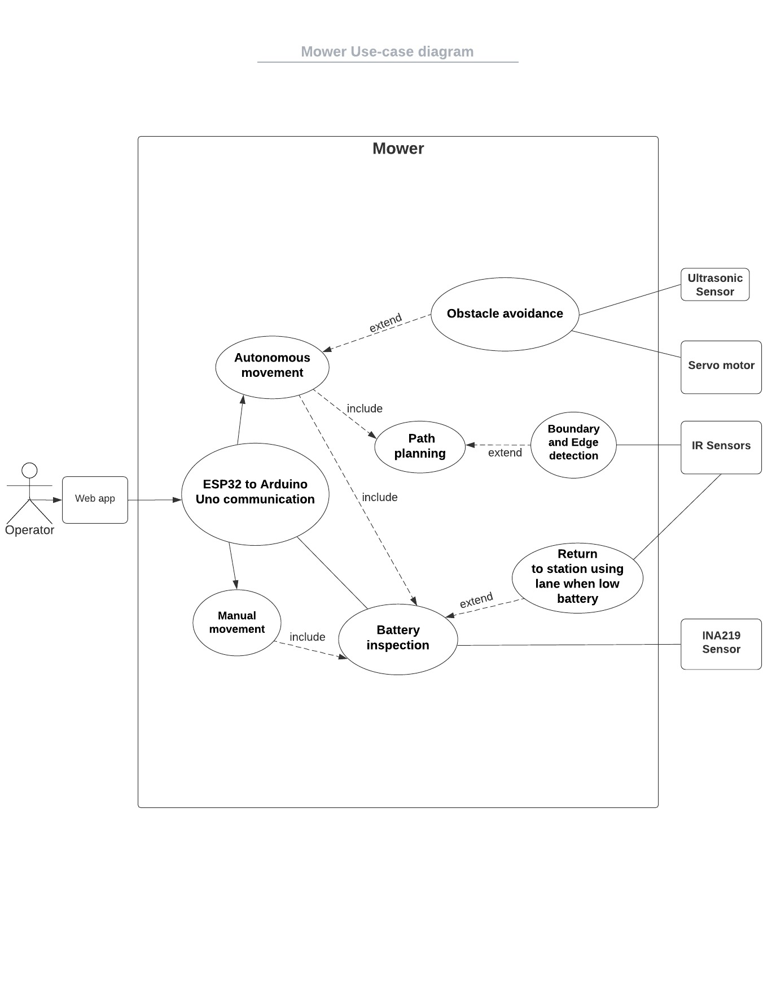 Mower Use-case diagram
Mower
Ultrasonic
Sensor
Obstacle avoidance
extend
Autonomous
movement
Servo motor
include
Path
planning
extend
Boundary
and Edge
detection
IR Sensors
ESP32 to Arduino
Uno communication
include
Web app
Operator
Return
to station using
lane when low
battery
extend
Manual
movement
include
Battery
inspection
INA219
Sensor